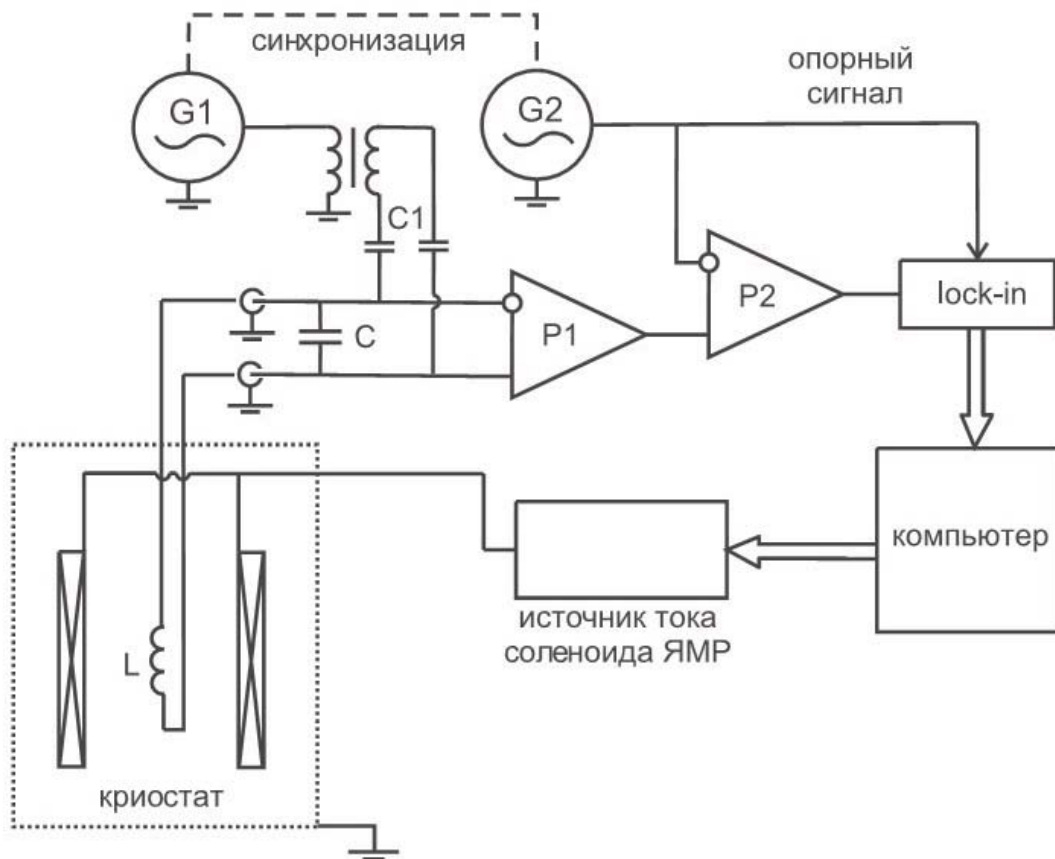 синхронизация
G1
G2
опорный
сигнал
C1
C
P1
P2
lock-in
компьютер
источник тока
соленоида ЯМР
L
криостат